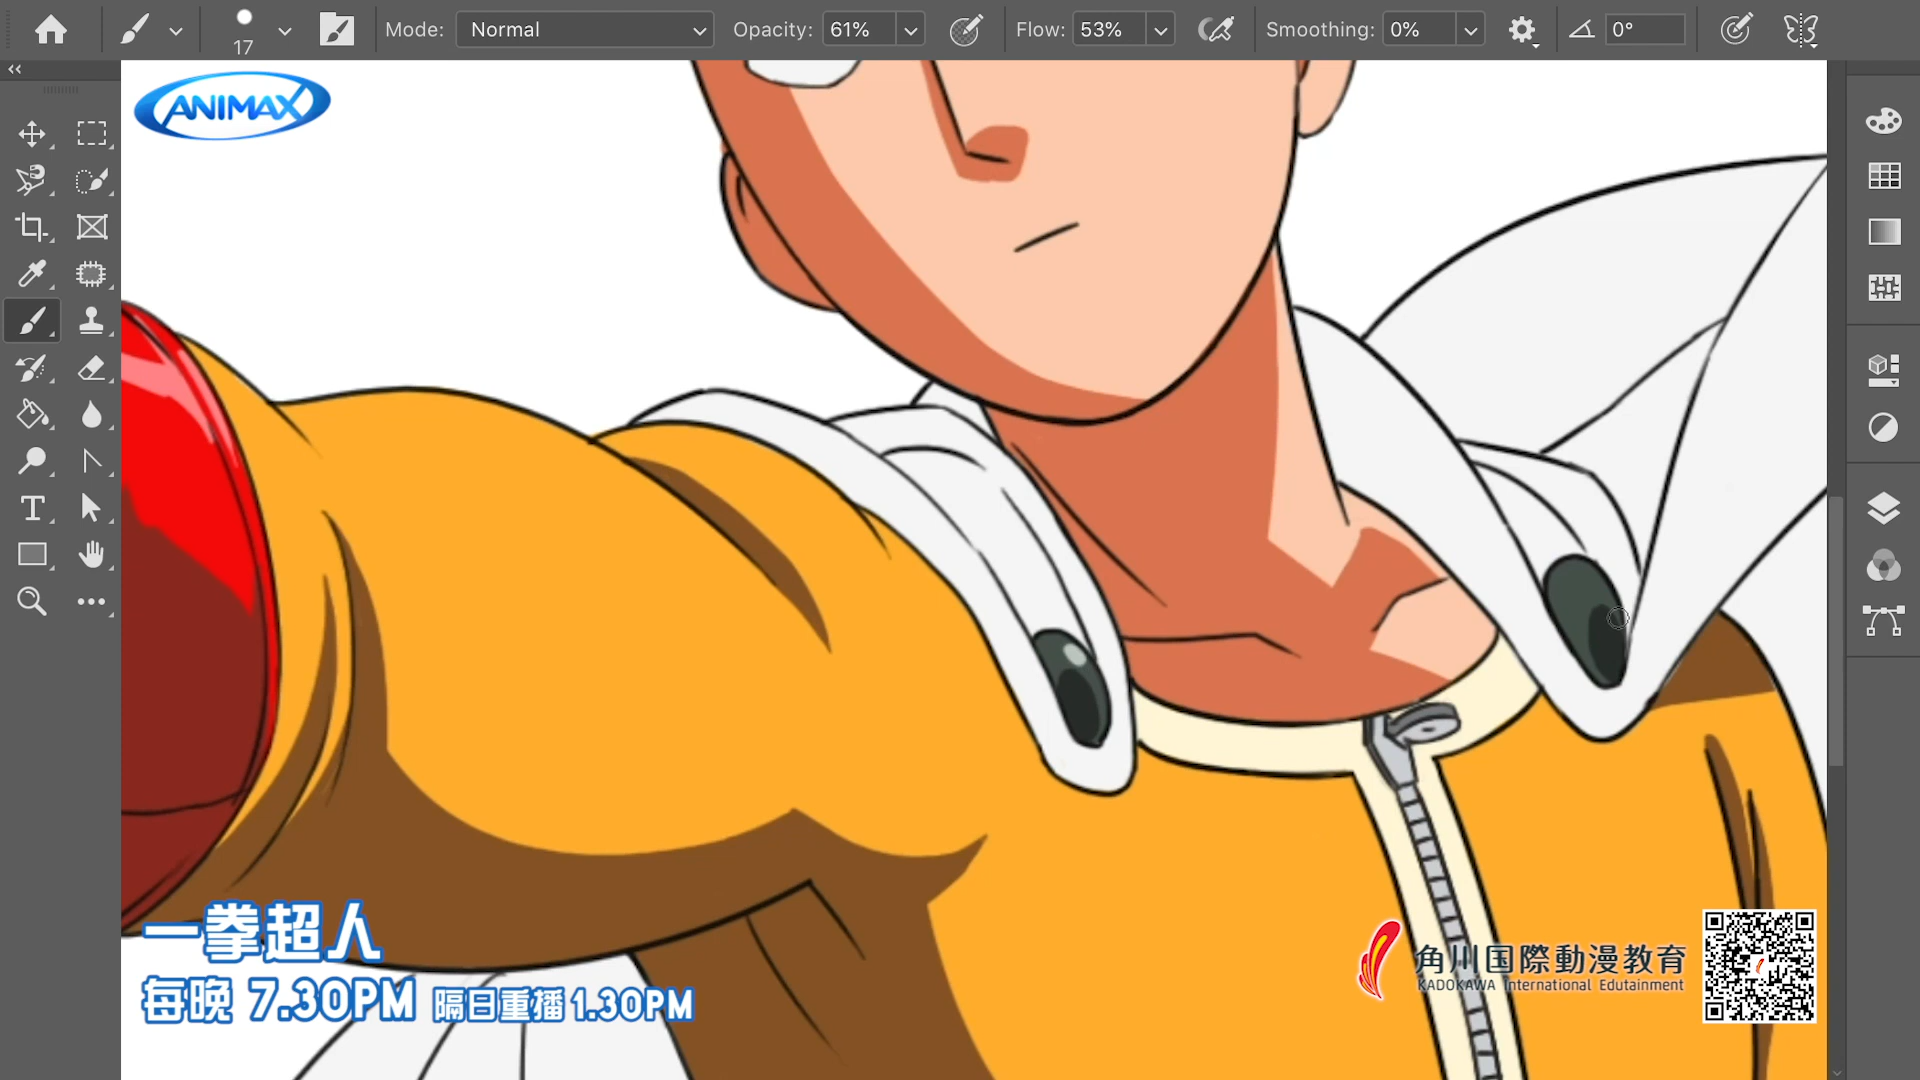 Mode: Normal Opacity: 61% Flow: 53% Smoothing: 0% 0°
17
ANIMAX
一拳超人
每晚 7.30PM 隔日重播 1.30PM
角川国際動漫教育
KADOKAWA International Edutainment